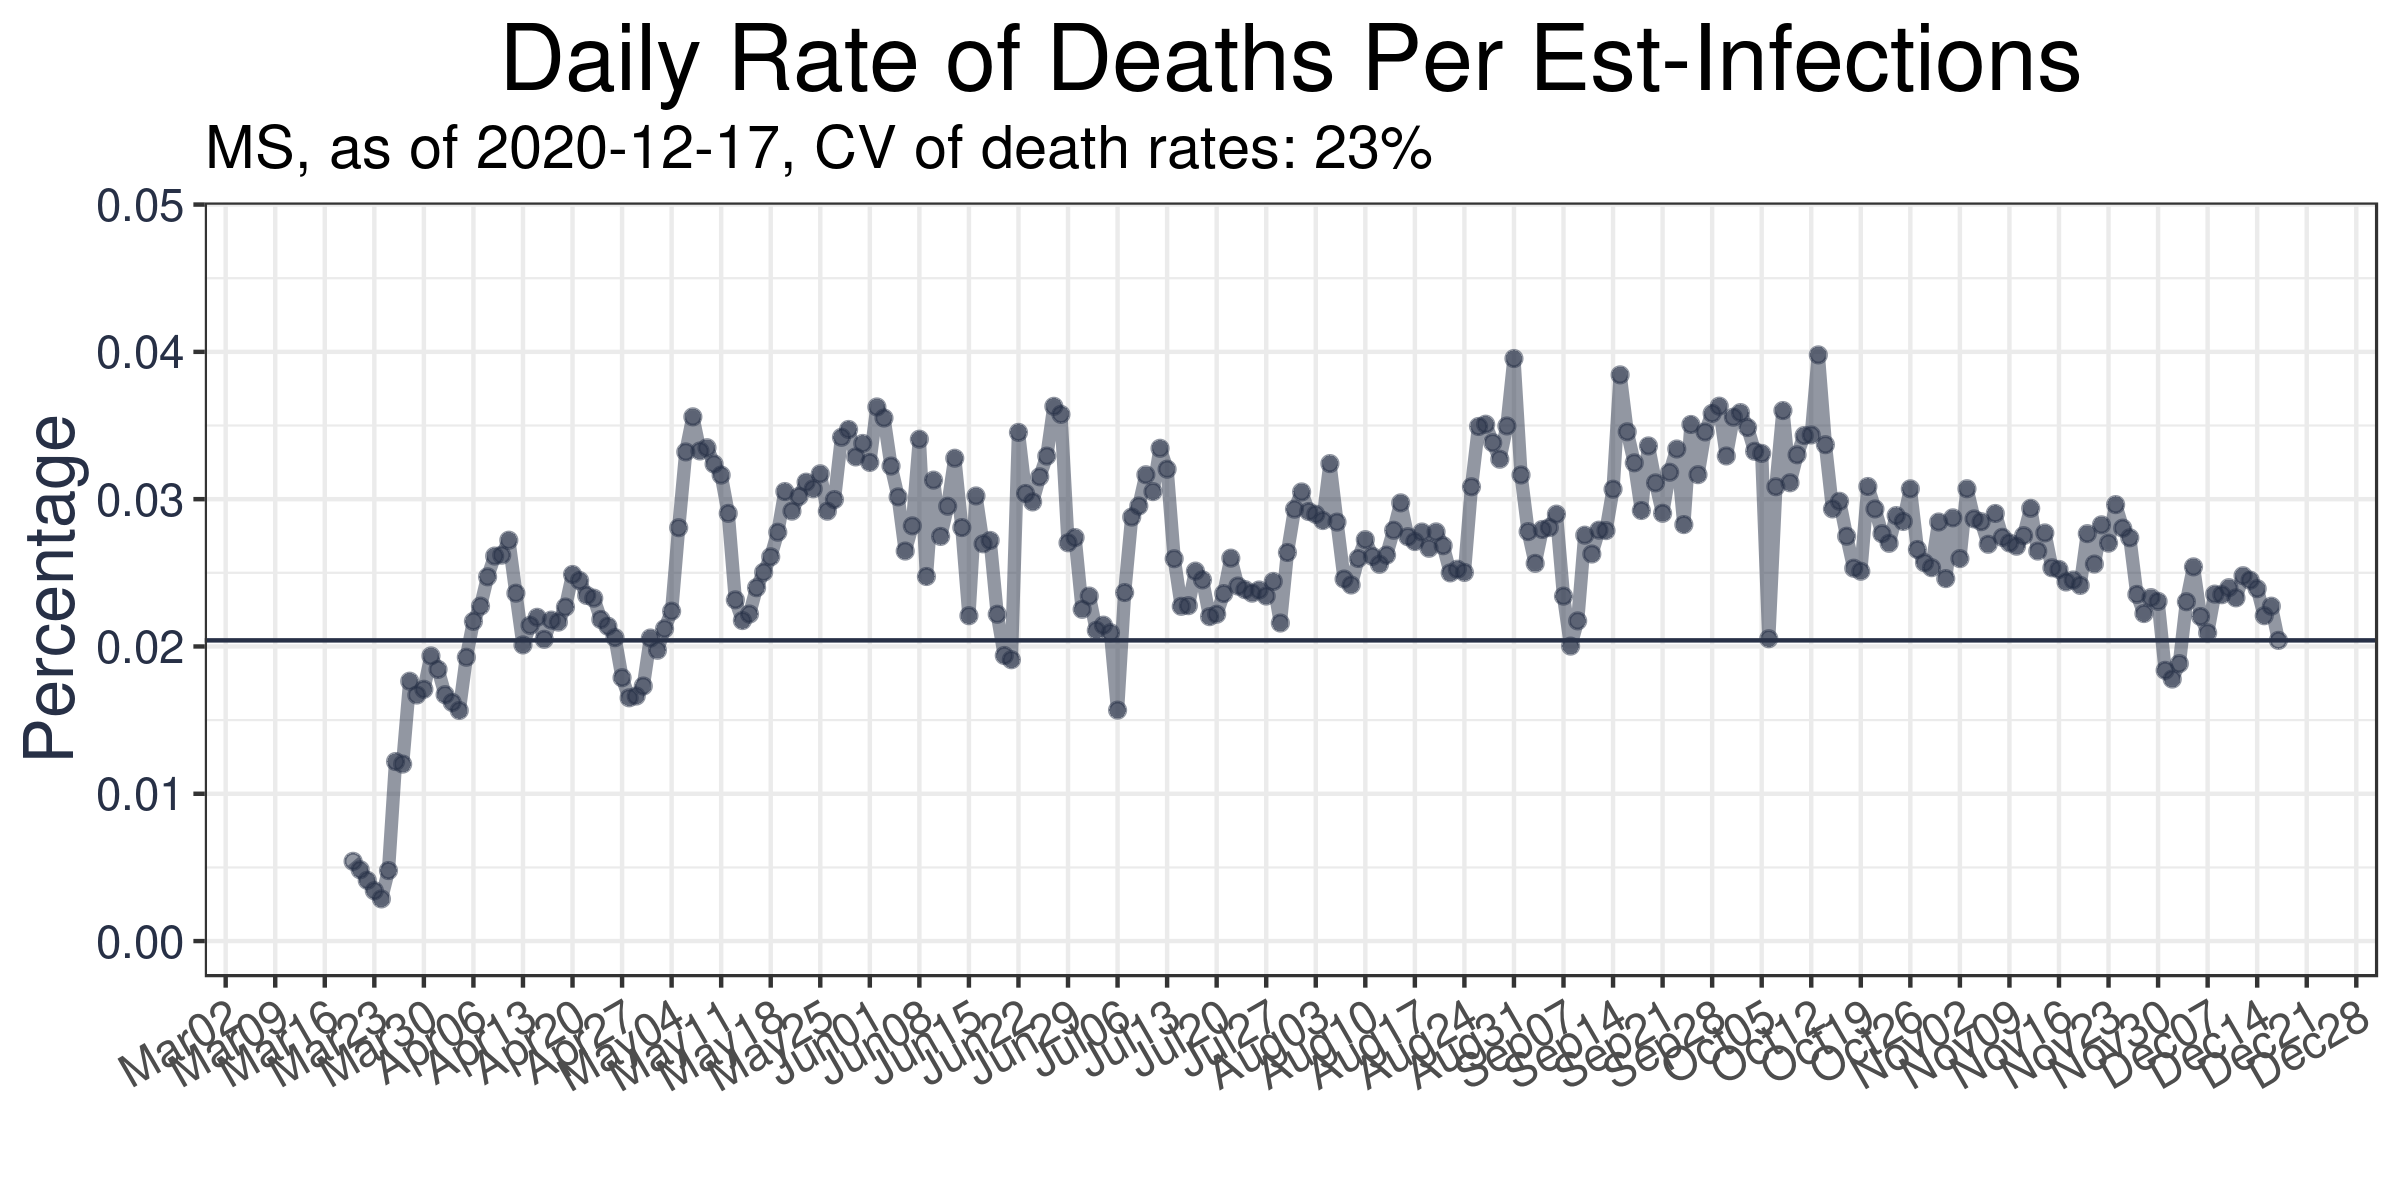 Daily Rate of Deaths Per Est-Infections
MS, as of 2020-12-17, CV of death rates: 23%
Percentage
0.05
0.04
0.03
0.02
0.01
0.00
Mar02
Mar09
Mar16
Mar23
Mar30
Apr06
Apr13
Apr20
Apr27
May04
May11
May18
May25
Jun01
Jun08
Jun15
Jun22
Jun29
Jul06
Jul13
Jul20
Jul27
Aug03
Aug10
Aug17
Aug24
Aug31
Sep07
Sep14
Sep21
Sep28
Oct05
Oct12
Oct19
Oct26
Nov02
Nov09
Nov16
Nov23
Nov30
Dec07
Dec14
Dec21
Dec28